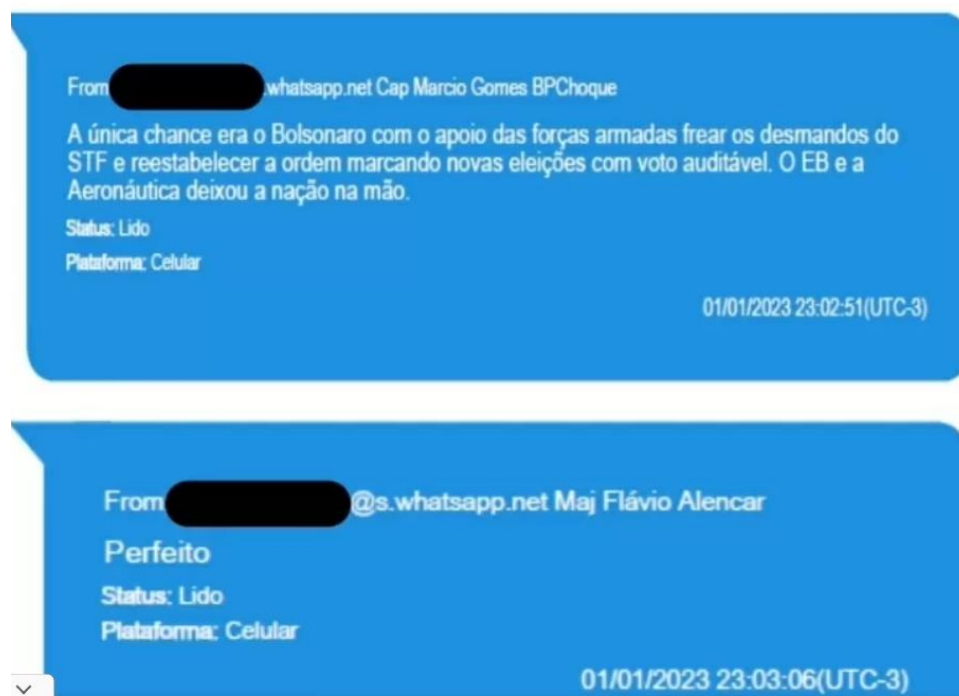 From .whatsapp.net Cap Marcio Gomes BPChoque
A única chance era o Bolsonaro com o apoio das forças armadas frear os desmandos do
STF e reestabelecer a ordem marcando novas eleições com voto auditável. O EB e a
Aeronáutica deixou a nação na mão.
Status: Lido
Plataforma: Celular
01/01/2023 23:02:51(UTC-3)
From @s.whatsapp.net Maj Flávio Alencar
Perfeito
Status: Lido
Plataforma: Celular
01/01/2023 23:03:06(UTC-3)